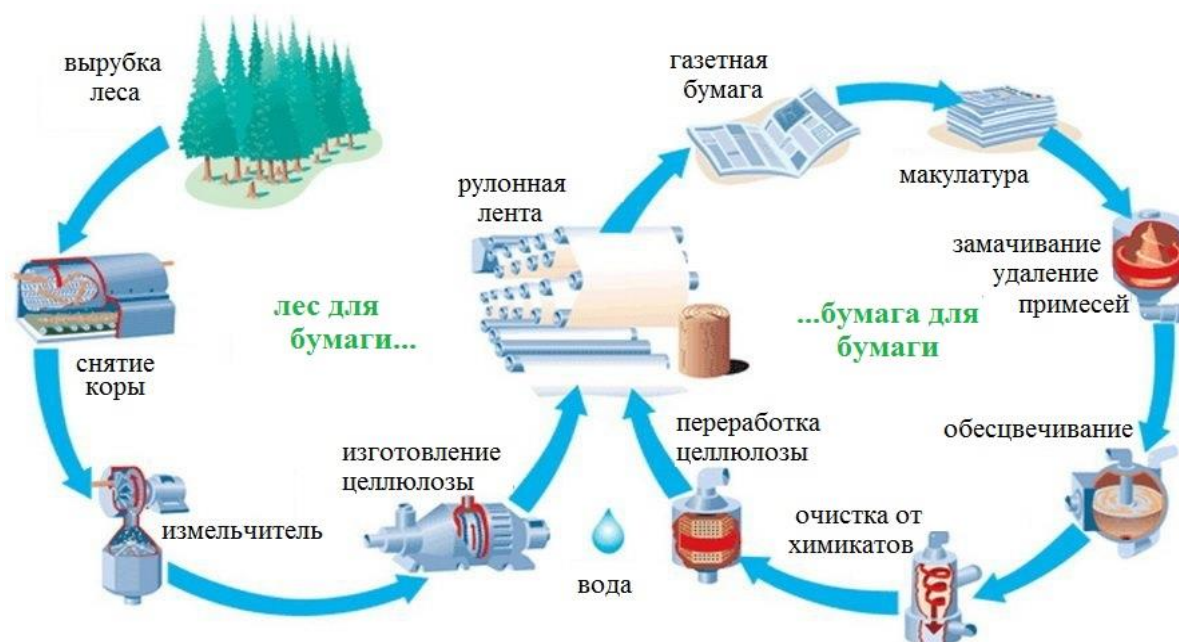 вырубка
леса
снятие
коры
измельчитель
изготовление
целлюлозы
лес для
бумаги...
рулонная
лента
вода
газетная
бумага
макулатура
замачивание
удаление
примесей
...бумага для
бумаги
обесцвечивание
очистка от
химикатов
переработка
целлюлозы